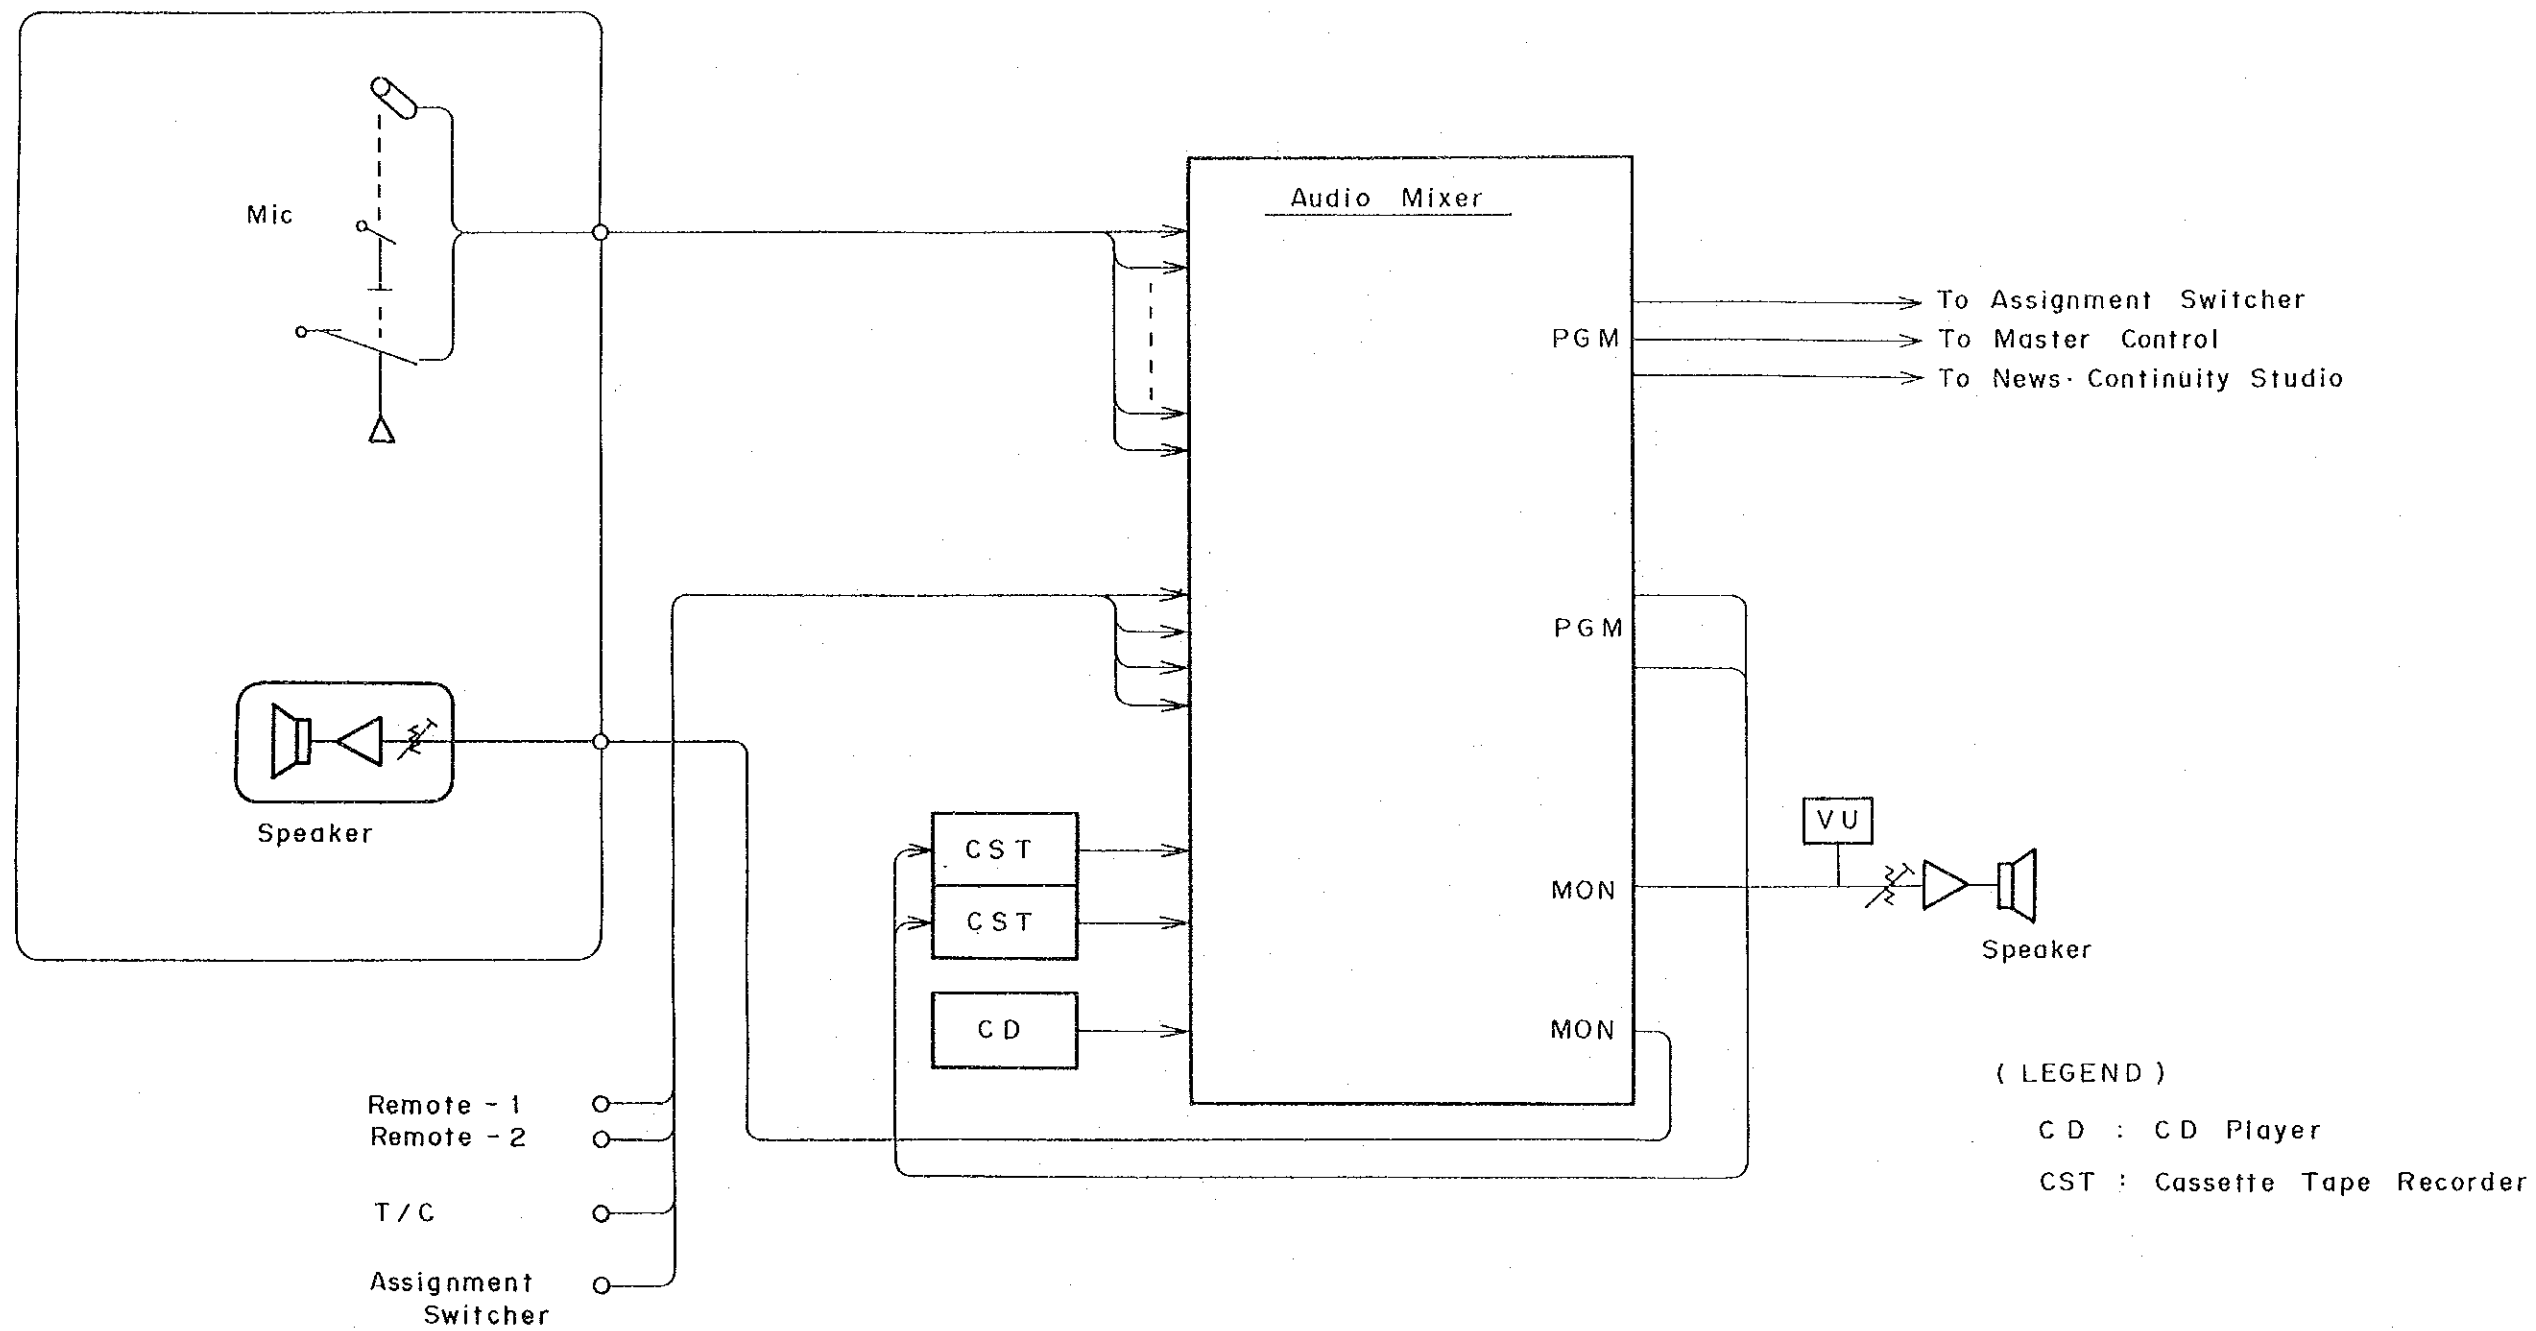 Mic
Audio Mixer
To Assignment Switcher
PGM
To Master Control
To News·Continuity Studio
PGM
Speaker
VU
CST
CST
MON
Speaker
CD
MON
(LEGEND)
CD : CD Player
CST : Cassette Tape Recorder
Remote-1
Remote-2
T/C
Assignment
Switcher